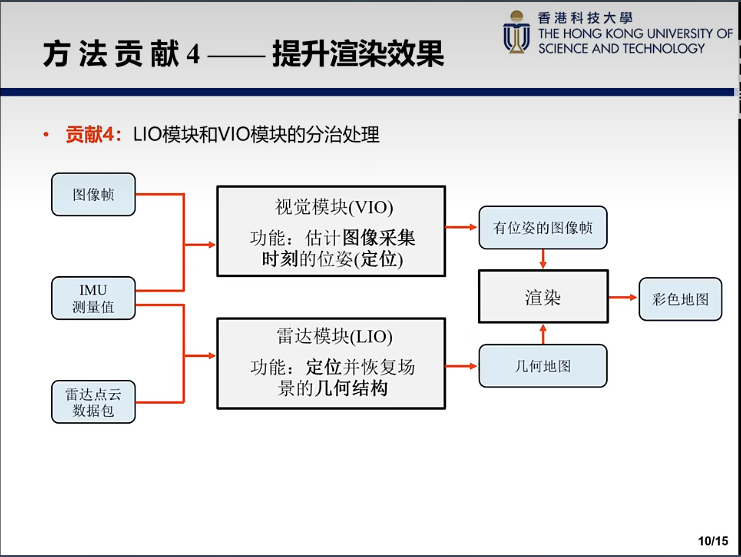 香港科技大學
THE HONG KONG UNIVERSITY OF
SCIENCE AND TECHNOLOGY
方法贡献 4 —— 提升渲染效果
• 贡献4：LIO模块和VIO模块的分治处理
图像帧
IMU
测量值
雷达点云
数据包
视觉模块(VIO)
功能：估计图像采集
时刻的位姿(定位)
雷达模块(LIO)
功能：定位并恢复场
景的几何结构
有位姿的图像帧
渲染
彩色地图
几何地图
10/15